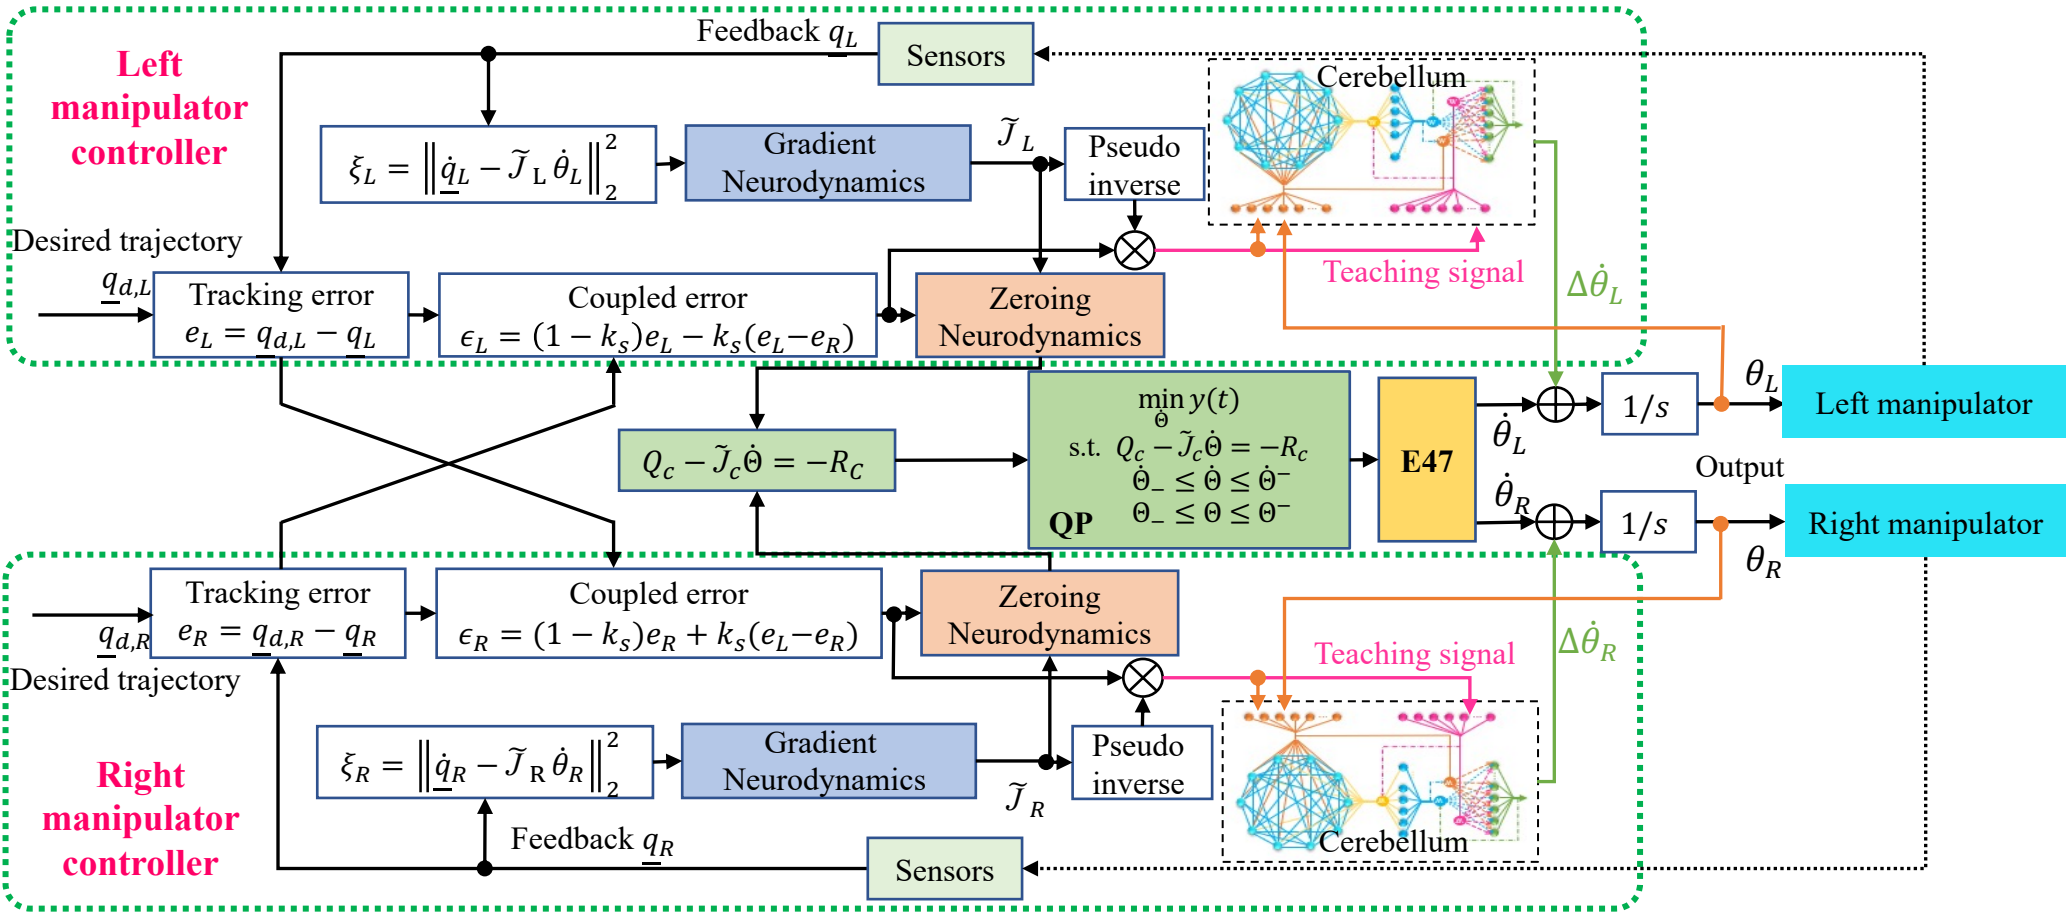 Left
manipulator
controller
Feedback q_L
Sensors
Cerebellum
ξ_L = ‖q̇_L − J̃_L θ̇_L‖₂²
Gradient
Neurodynamics
J̃_L
Pseudo
inverse
Desired trajectory
q_{d,L}
Tracking error
e_L = q_{d,L} − q_L
Coupled error
ϵ_L = (1 − k_s)e_L − k_s(e_L−e_R)
Zeroing
Neurodynamics
Teaching signal
Δθ̇_L
Q_c − J̃_cΘ̇ = −R_C
min y(t)
Θ̇
s.t. Q_c − J̃_cΘ̇ = −R_c
Θ̇₋ ≤ Θ̇ ≤ Θ̇⁻
Θ₋ ≤ Θ ≤ Θ⁻
QP
E47
θ̇_L
1/s
θ_L
Left manipulator
Output
θ̇_R
1/s
θ_R
Right manipulator
Tracking error
e_R = q_{d,R} − q_R
q_{d,R}
Desired trajectory
Coupled error
ϵ_R = (1 − k_s)e_R + k_s(e_L−e_R)
Zeroing
Neurodynamics
Teaching signal
Δθ̇_R
Right
manipulator
controller
ξ_R = ‖q̇_R − J̃_R θ̇_R‖₂²
Gradient
Neurodynamics
J̃_R
Pseudo
inverse
Cerebellum
Feedback q_R
Sensors